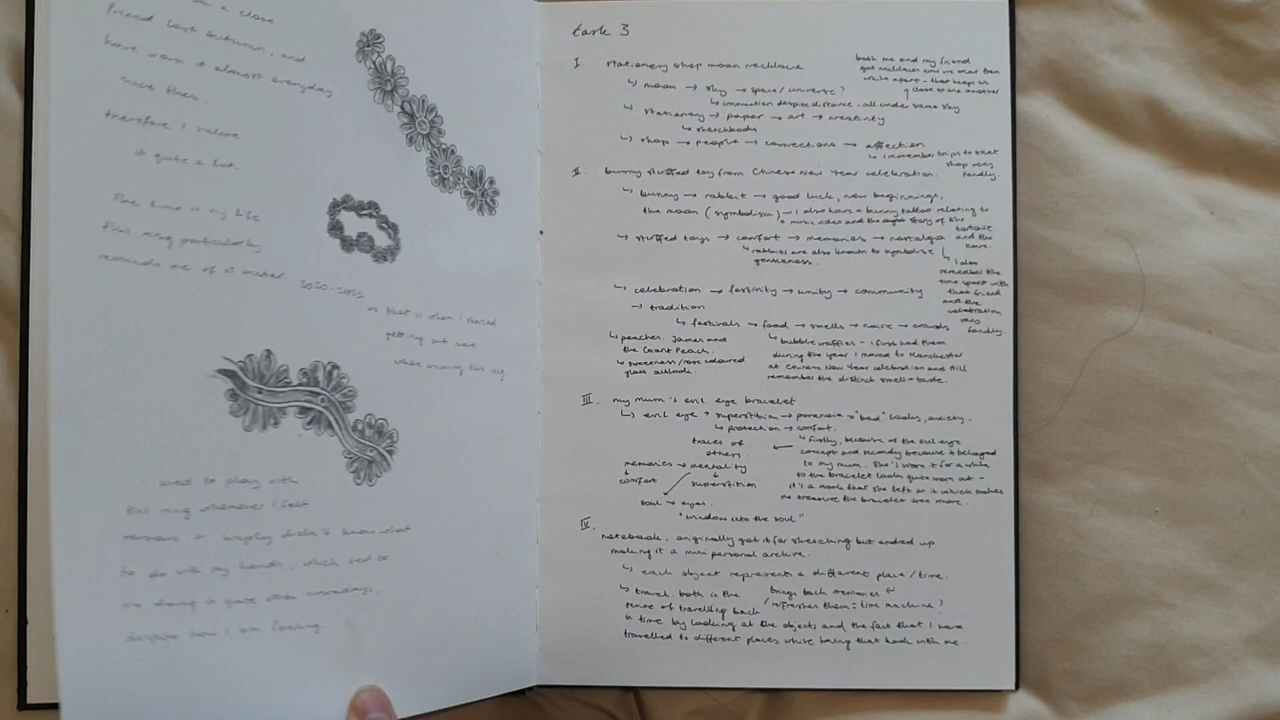 on a close
friend last autumn, and
have worn it almost everyday
since then.
therefore I value
it quite a lot.
The time in my life
this ring particularly
reminds me of is winter 2020-2023
as that is when I started
getting out more
while wearing this ring
I used to play with
this ring whenever I felt
nervous or simply didn't know what
to do with my hands, which led to
me doing it quite often nowadays,
despite how I am feeling
task 3
I stationery shop moon necklace
both me and my friend
got necklaces now we wear them
while apart - that keeps us
close to one another
↳ moon → sky → space/universe?
↳ connection despite distance - all under same sky
↳ stationery → paper → art → creativity
↳ sketchbooks
↳ shop → people → connections → affection
↳ I remember trips to that
shop very
fondly.
II. bunny stuffed toy from Chinese New Year celebration.
↳ bunny → rabbit → good luck, new beginnings,
the moon (symbolism) → I also have a bunny tattoo relating to
a music video and the story of the
tortoise
and the
hare.
↳ stuffed toys → comfort → memories → nostalgia
↳ rabbits are also known to symbolise
gentleness.
↳ I also
remember the
time spent with
that friend
and the
celebration
very
fondly.
↳ celebration → festivity → unity → community
→ tradition
↳ festivals → food → smells → noise → crowds
↳ peaches. James and
the Giant Peach.
↳ sweetness/rose coloured
glass attitude.
↳ bubble waffles - I first had them
during the year I moved to Manchester
at Chinese New Year celebration and still
remember the distinct smell + taste.
III. my mum's evil eye bracelet
↳ evil eye → superstition → paranoia → "bad" looks, anxiety.
↳ protection → comfort.
traces of
others.
← ↳ firstly, because of the evil eye
concept and secondly because it belonged
to my mum. She's worn it for a while
so the bracelet looks quite worn out -
it's a mark that she left on it which makes
me treasure the bracelet even more.
memories → mentality
↓ comfort
↓ superstition
soul → eyes.
"window into the soul"
IV
notebook. originally got it for sketching but ended up
making it a mini personal archive.
↳ each object represents a different place/time.
↳ travel. both in the
sense of travelling back
brings back memories +
refreshes them = time machine?
in time by looking at the objects and the fact that I have
travelled to different places while having that book with me.